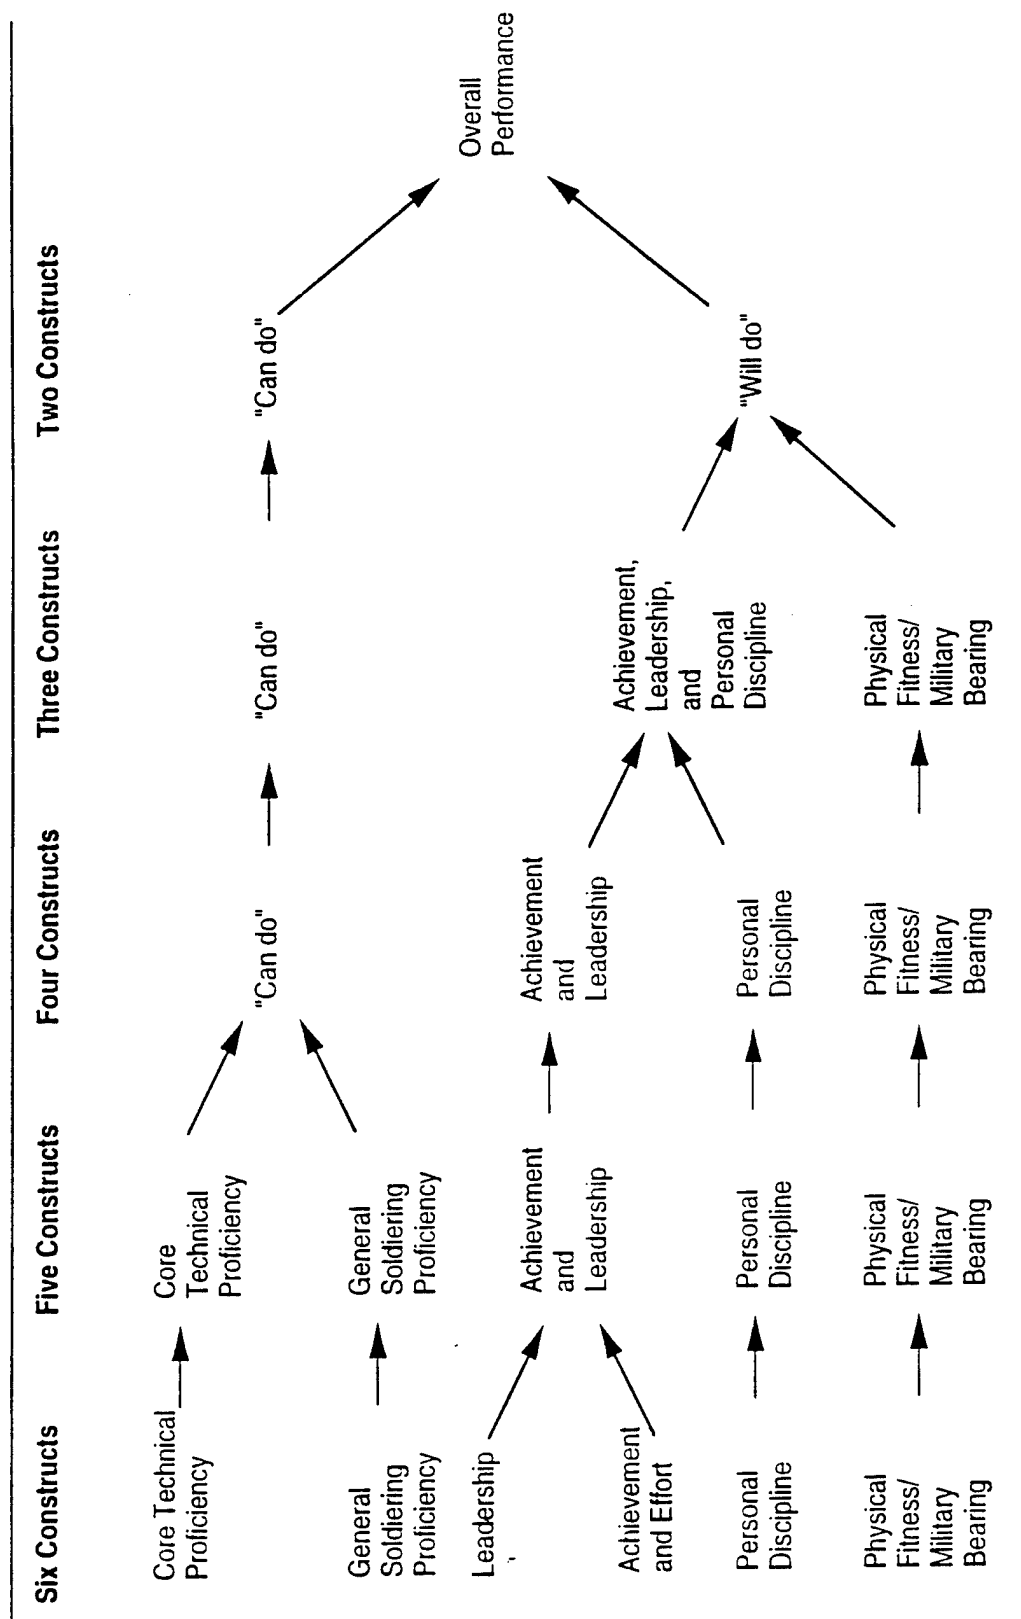 Six Constructs
Five Constructs
Four Constructs
Three Constructs
Two Constructs
Core Technical
Proficiency
General
Soldiering
Proficiency
Leadership
Achievement
and Effort
Personal
Discipline
Physical
Fitness/
Military
Bearing
Core
Technical
Proficiency
General
Soldiering
Proficiency
Achievement
and
Leadership
Personal
Discipline
Physical
Fitness/
Military
Bearing
"Can do"
Achievement
and
Leadership
Personal
Discipline
Physical
Fitness/
Military
Bearing
"Can do"
Achievement,
Leadership,
and
Personal
Discipline
Physical
Fitness/
Military
Bearing
"Can do"
"Will do"
Overall
Performance